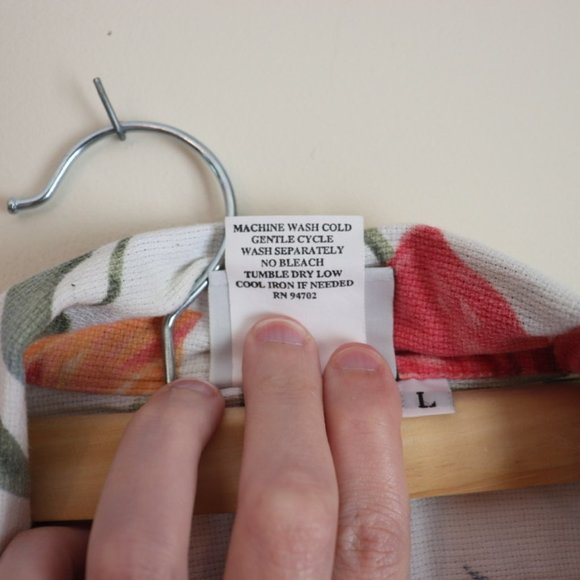 MACHINE WASH COLD
GENTLE CYCLE
WASH SEPARATELY
NO BLEACH
TUMBLE DRY LOW
COOL IRON IF NEEDED
RN 94702
L